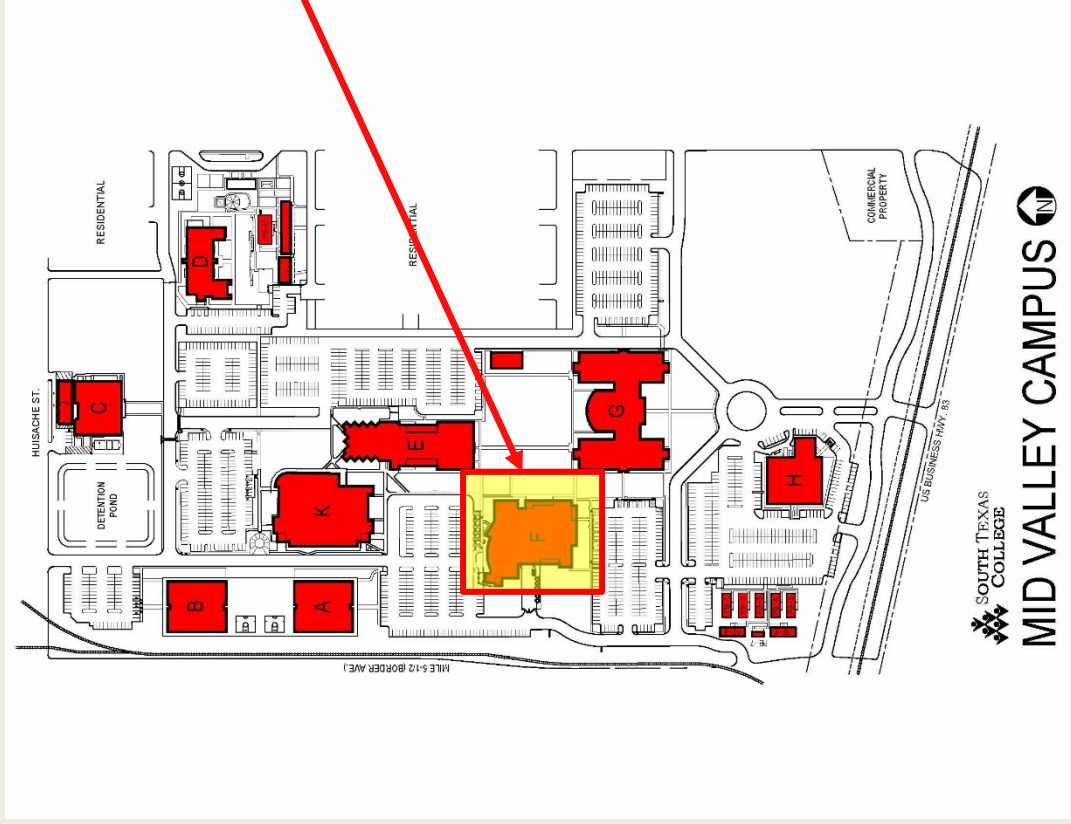 HUISACHE ST.
RESIDENTIAL
RESIDENTIAL
COMMERCIAL
PROPERTY
D
C
J
DETENTION
POND
E
G
K
F
H
B
A
MILE 5-1/2 (BORDER AVE.)
US BUSINESS HWY. 83
SOUTH TEXAS
COLLEGE
MID VALLEY CAMPUS
N